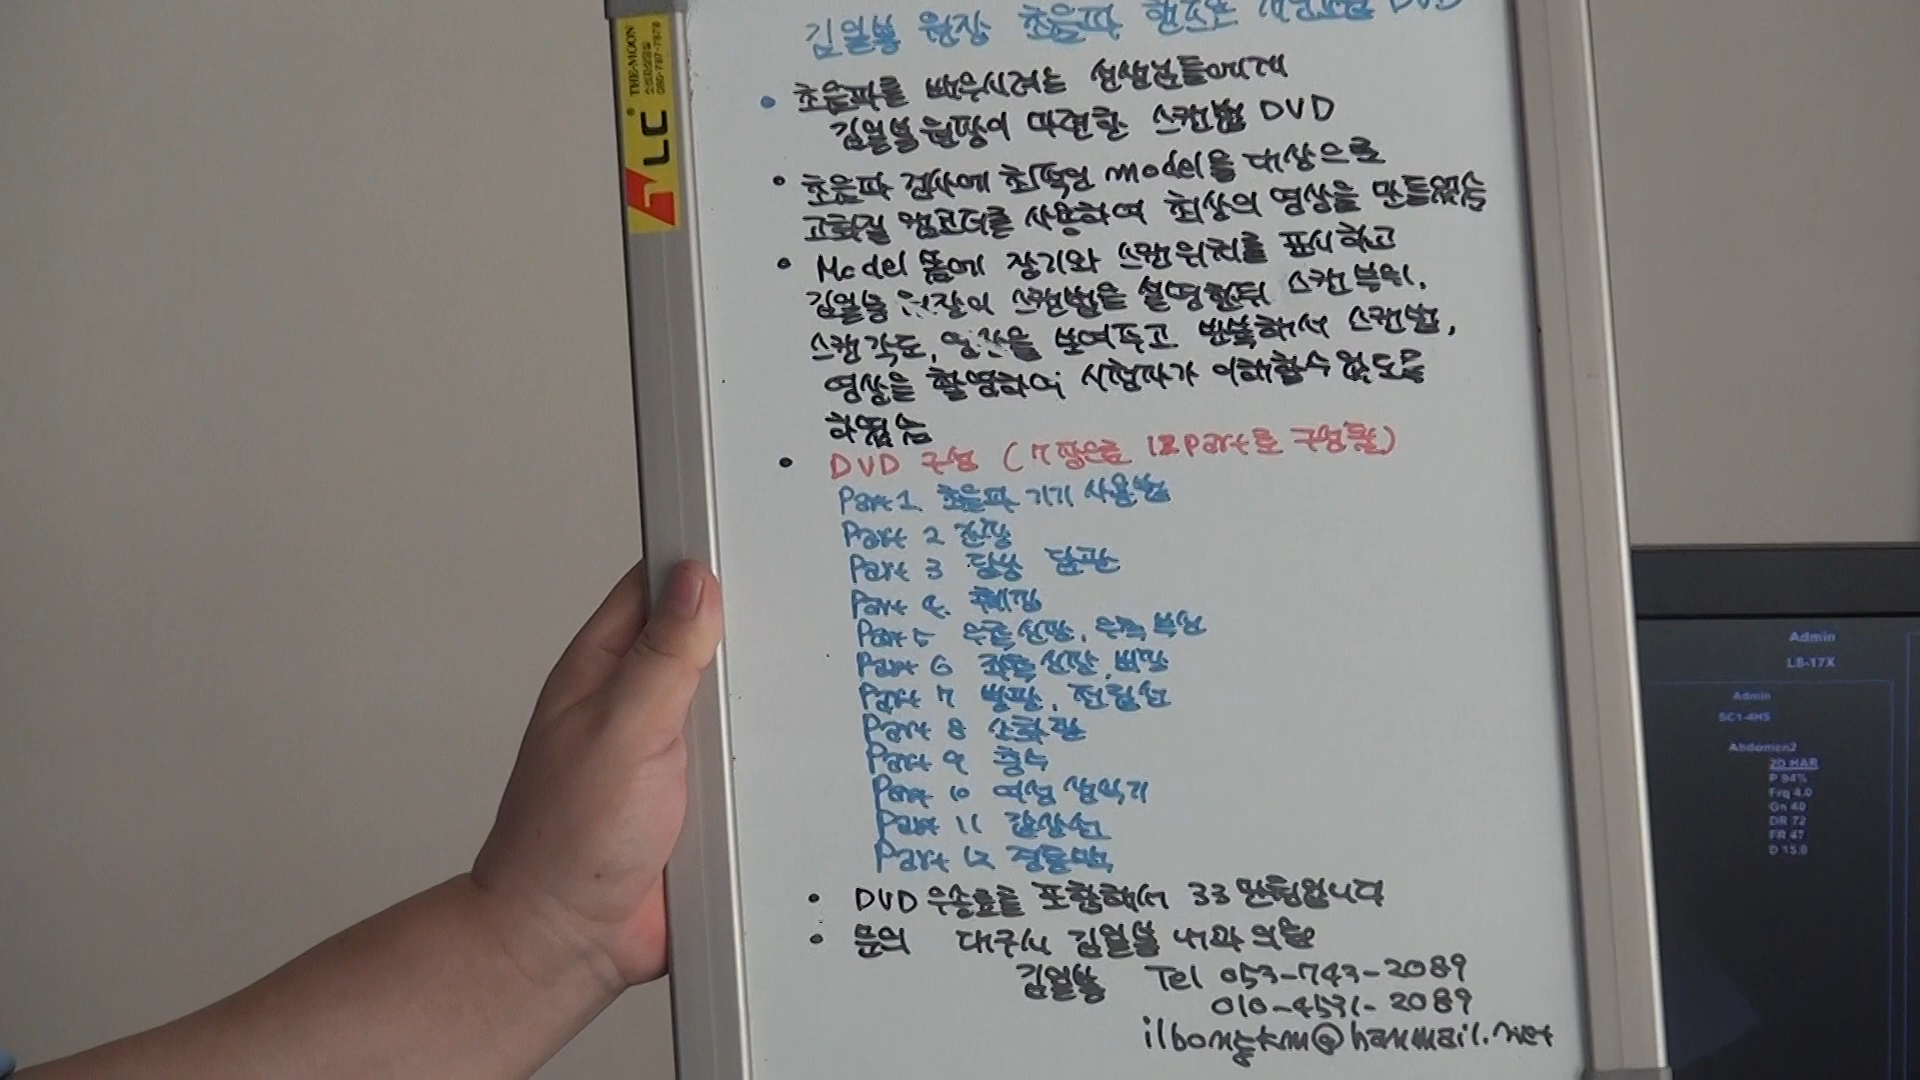 김일봉 원장 초음파 핸즈온 DVD
• 초음파를 배우시려는 선생님들에게
김일봉 원장이 마련한 스캔법 DVD
• 초음파 검사에 최적인 model을 대상으로
고화질 캠코더를 사용하여 최상의 영상을 만들었음
• Model 몸에 장기와 스캔위치를 표시하고
김일봉 원장이 스캔법을 설명한뒤 스캔부위,
스캔각도, 영상을 보여주고 반복해서 스캔법,
영상을 촬영하여 시청자가 이해할수 있도록
하였음
• DVD 구성 (7장으로 12 part로 구성됨)
Part 1. 초음파 기기 사용법
Part 2 간장
Part 3 담낭 담관
Part 4. 췌장
Part 5 우측신장, 우측 부신
Part 6 좌측신장, 비장
Part 7 방광, 전립선
Part 8 소화관
Part 9 충수
Part 10 여성 생식기
Part 11 갑상선
Part 12 경동맥
• DVD 우송료를 포함해서 33만원입니다
• 문의 대구시 김일봉 내과 의원
김일봉 Tel 053-743-2089
010-4531-2089
ilbongkim@hanmail.net
THE-MOON
080-787-7878
LC
Admin
L8-17X
Admin
SC1-4HS
Abdomen2
2D HAR
P 94%
Frq 4.0
Gn 40
DR 72
FR 47
D 15.0